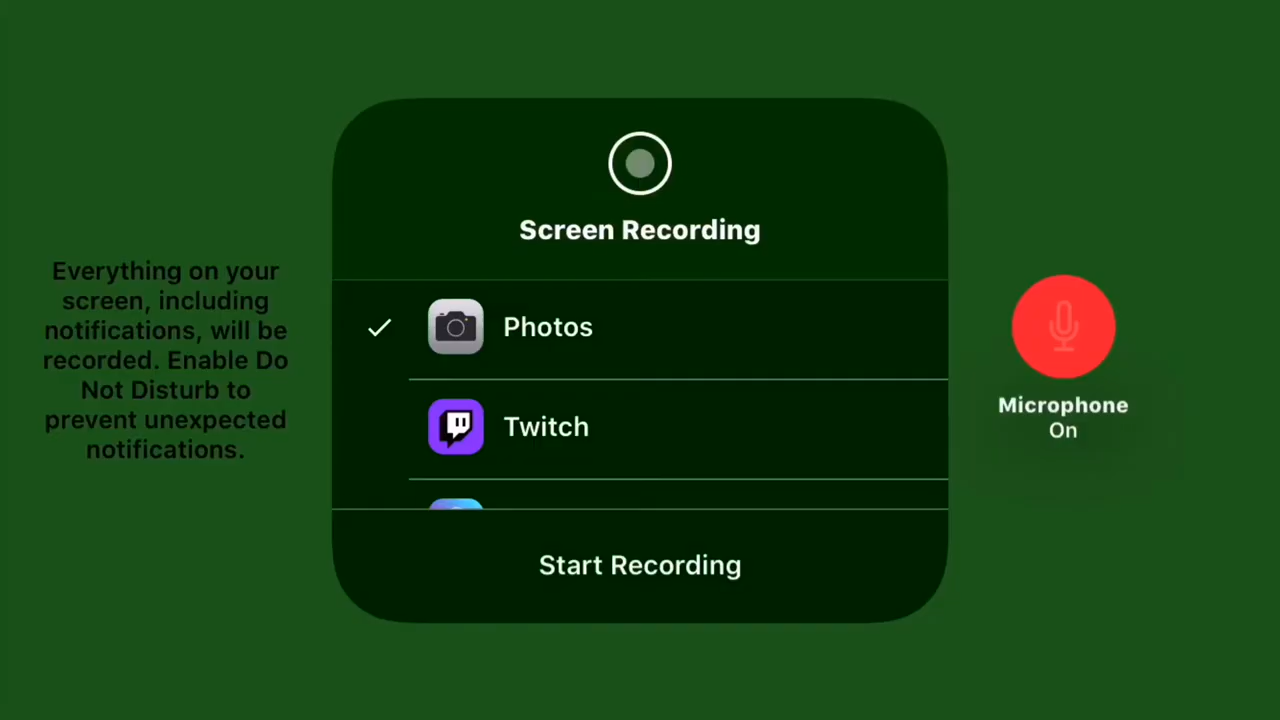 Screen Recording
Everything on your
screen, including
notifications, will be
recorded. Enable Do
Not Disturb to
prevent unexpected
notifications.
Photos
Twitch
Start Recording
Microphone
On